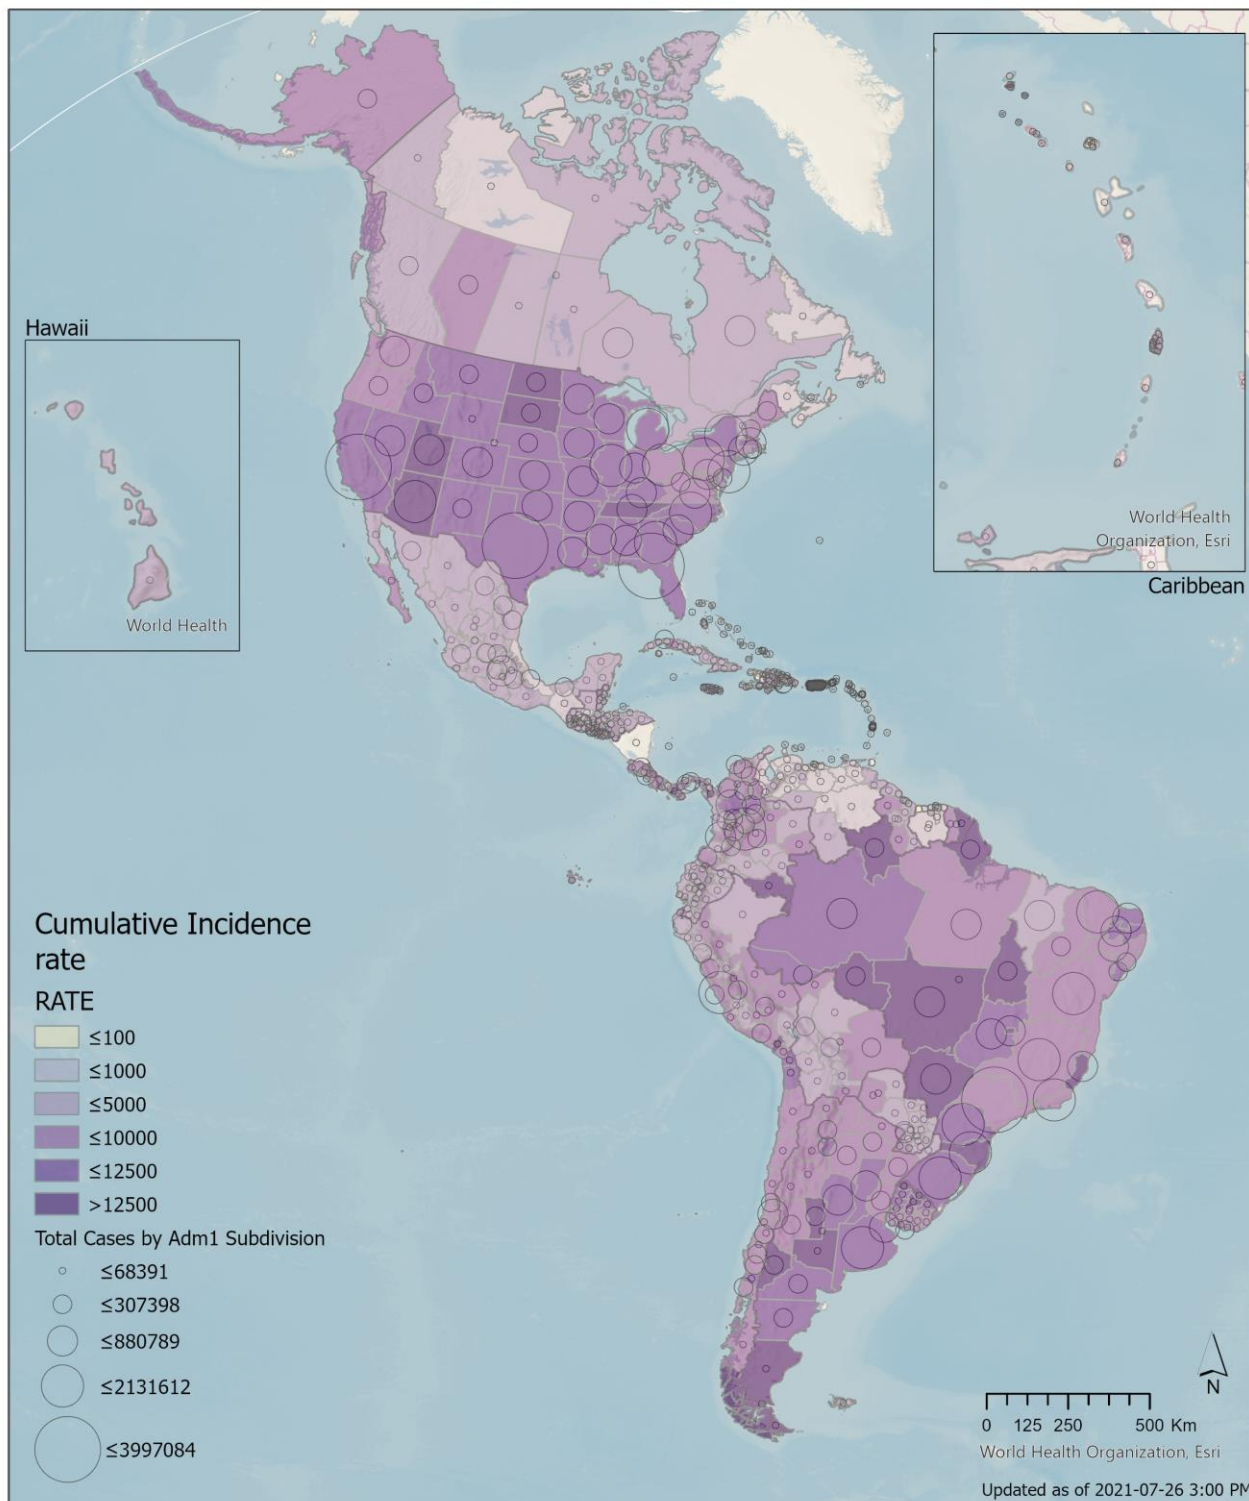 Hawaii
World Health
World Health
Organization, Esri
Caribbean
Cumulative Incidence
rate
RATE
≤100
≤1000
≤5000
≤10000
≤12500
>12500
Total Cases by Adm1 Subdivision
≤68391
≤307398
≤880789
≤2131612
≤3997084
N
0 125 250 500 Km
World Health Organization, Esri
Updated as of 2021-07-26 3:00 PM